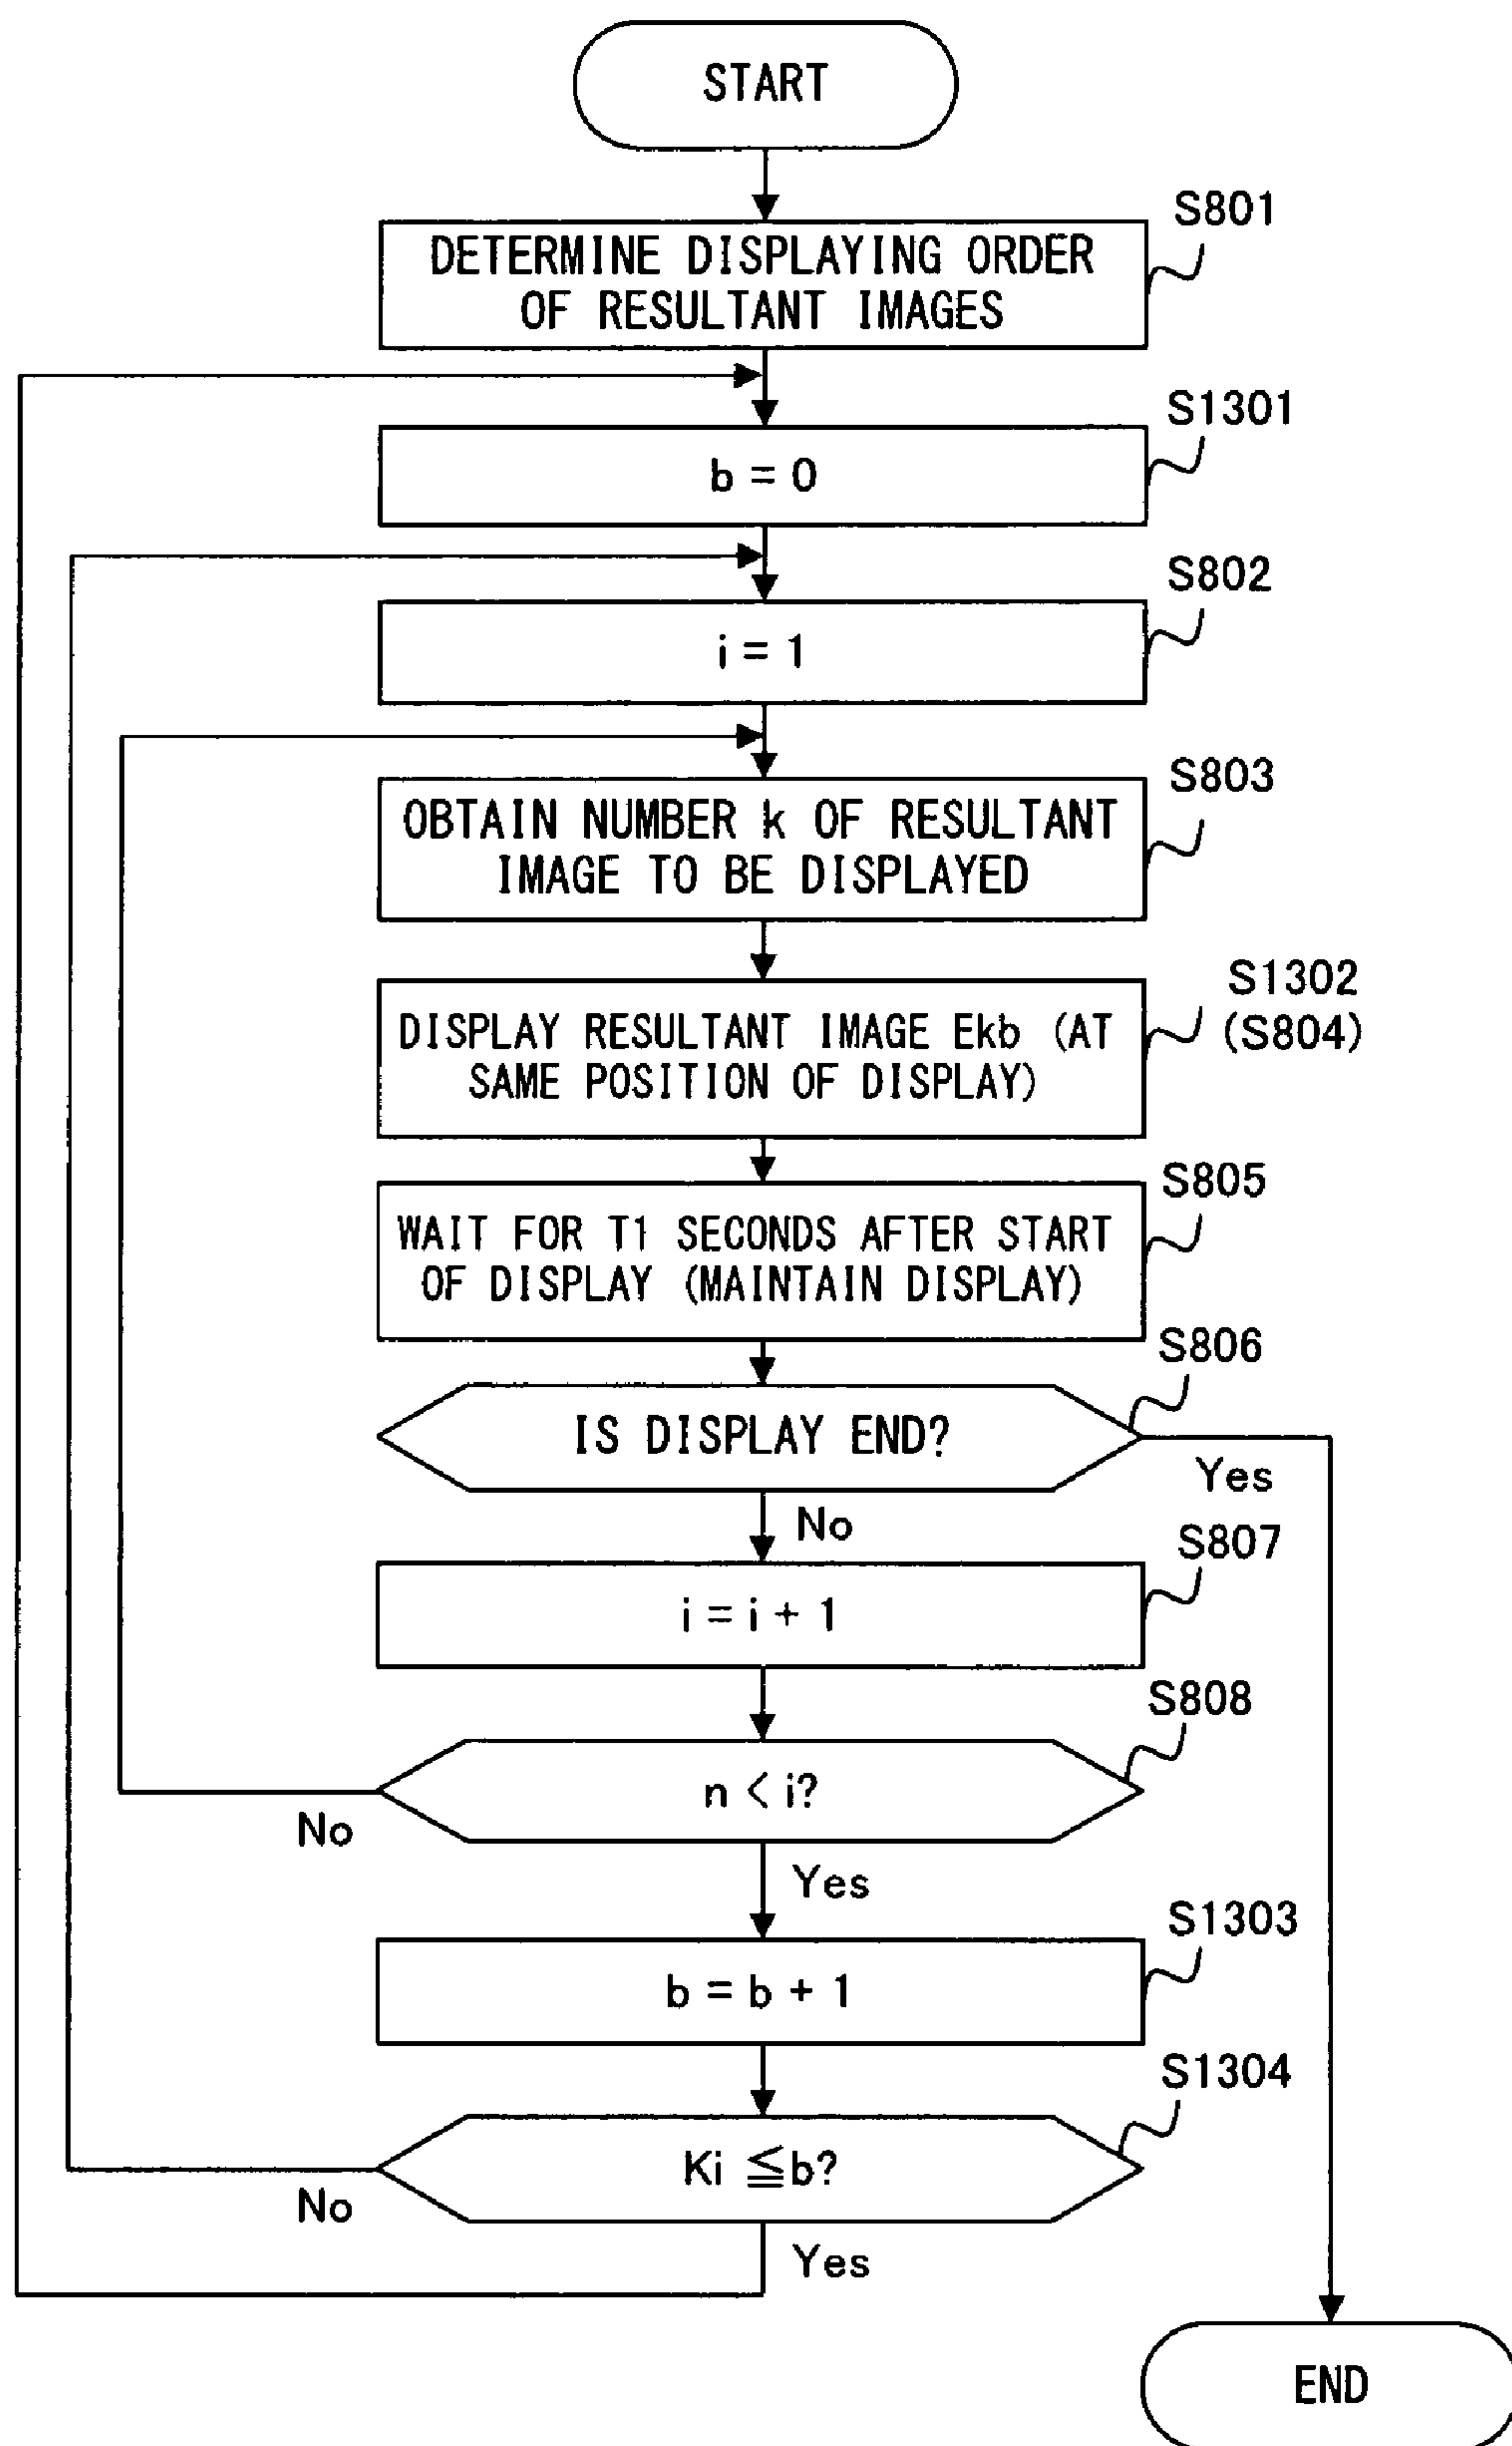 START
S801
DETERMINE DISPLAYING ORDER
OF RESULTANT IMAGES
S1301
b = 0
S802
i = 1
S803
OBTAIN NUMBER k OF RESULTANT
IMAGE TO BE DISPLAYED
S1302
(S804)
DISPLAY RESULTANT IMAGE Ekb (AT
SAME POSITION OF DISPLAY)
S805
WAIT FOR T1 SECONDS AFTER START
OF DISPLAY (MAINTAIN DISPLAY)
S806
IS DISPLAY END?
Yes
No
S807
i = i + 1
S808
n < i?
No
Yes
S1303
b = b + 1
S1304
Ki ≦b?
No
Yes
END